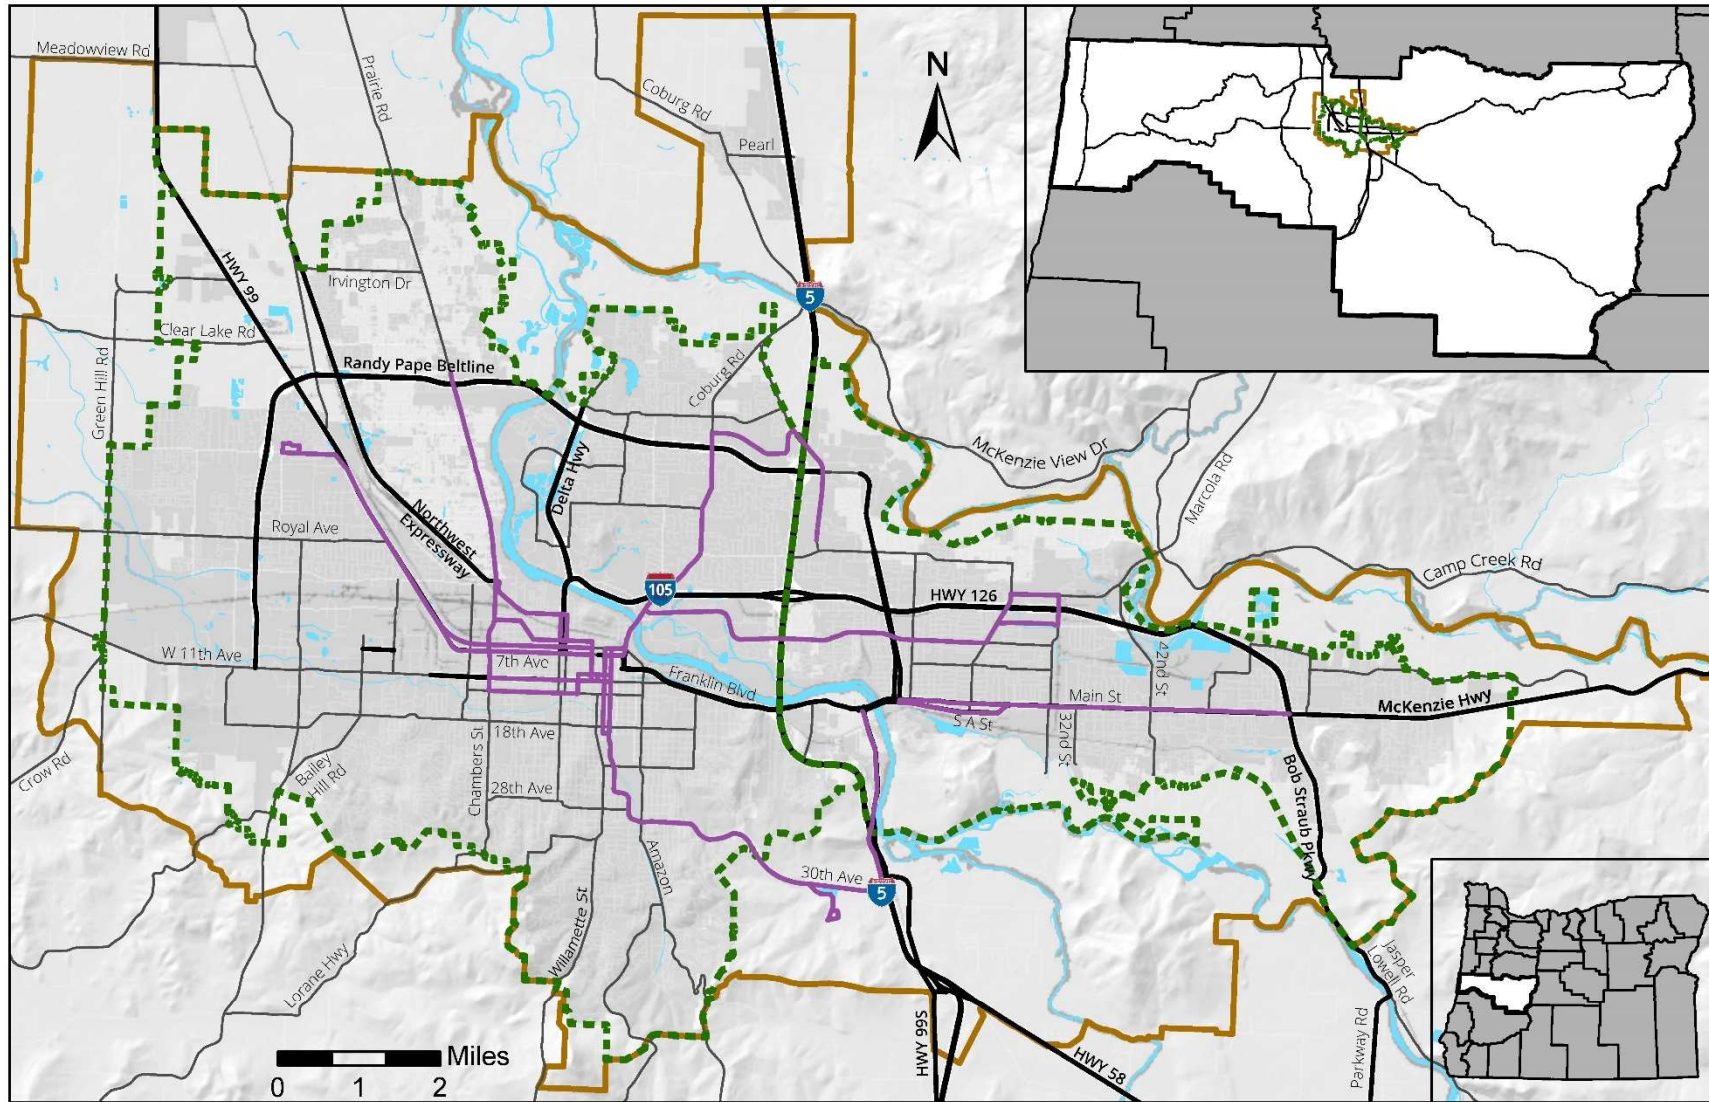 Meadowview Rd
Prairie Rd
Coburg Rd
Pearl
N
HWY 99
Irvington Dr
5
Clear Lake Rd
Green Hill Rd
Randy Pape Beltline
Coburg Rd
McKenzie View Dr
Marcola Rd
Delta Hwy
Northwest
Expressway
Royal Ave
105
HWY 126
Camp Creek Rd
W 11th Ave
7th Ave
Franklin Blvd
42nd St
Main St
McKenzie Hwy
S A St
32nd St
18th Ave
Chambers St
Bailey
Hill Rd
Crow Rd
28th Ave
Bob Straub Pkwy
Amazon
30th Ave
5
Willamette St
Lorane Hwy
Jasper
Lowell Rd
HWY 99S
HWY 58
Parkway Rd
Miles
0 1 2